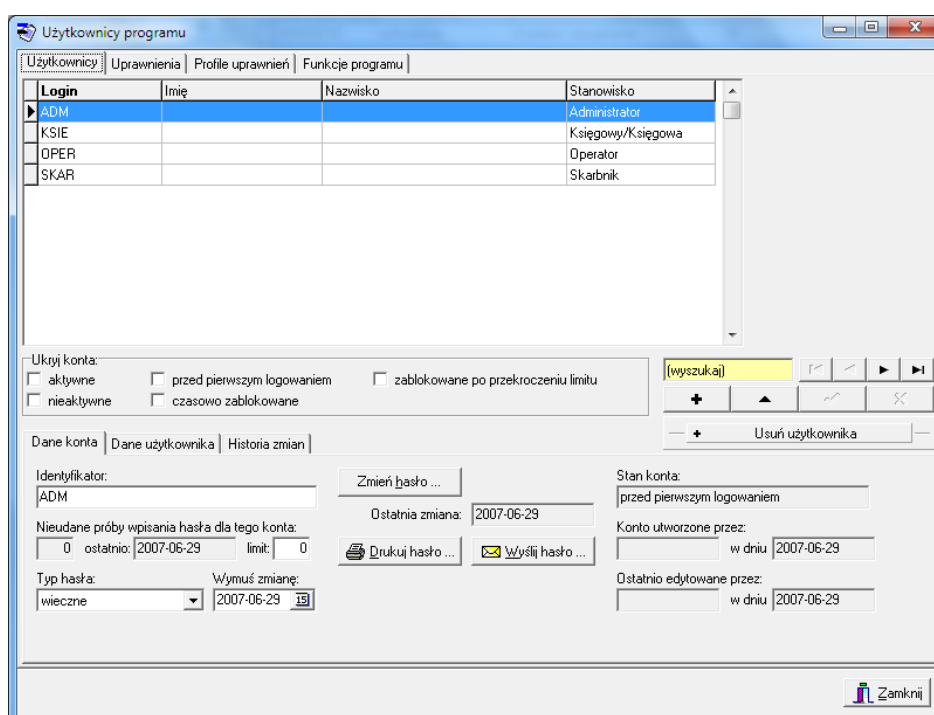 Użytkownicy programu
Użytkownicy Uprawnienia Profile uprawnień Funkcje programu
Login Imię Nazwisko Stanowisko
ADM Administrator
KSIE Księgowy/Księgowa
OPER Operator
SKAR Skarbnik
Ukryj konta:
aktywne przed pierwszym logowaniem zablokowane po przekroczeniu limitu
nieaktywne czasowo zablokowane
(wyszukaj)
Usuń użytkownika
Dane konta Dane użytkownika Historia zmian
Identyfikator: Zmień hasło ... Stan konta:
ADM przed pierwszym logowaniem
Ostatnia zmiana: 2007-06-29
Nieudane próby wpisania hasła dla tego konta: Konto utworzone przez:
0 ostatnio: 2007-06-29 limit: 0 Drukuj hasło ... Wyślij hasło ... w dniu 2007-06-29
Typ hasła: Wymuś zmianę: Ostatnio edytowane przez:
wieczne 2007-06-29 15 w dniu 2007-06-29
Zamknij